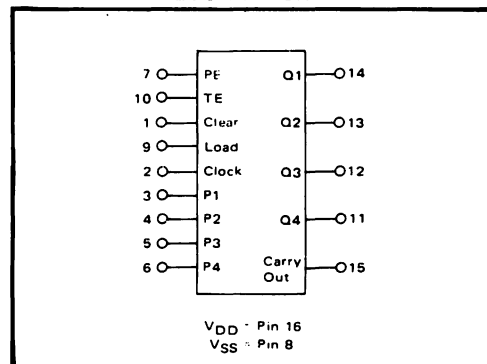 7 PE Q1 14
10 TE
1 Clear Q2 13
9 Load
2 Clock Q3 12
3 P1
4 P2 Q4 11
5 P3
6 P4 Carry Out 15
VDD - Pin 16
VSS = Pin 8